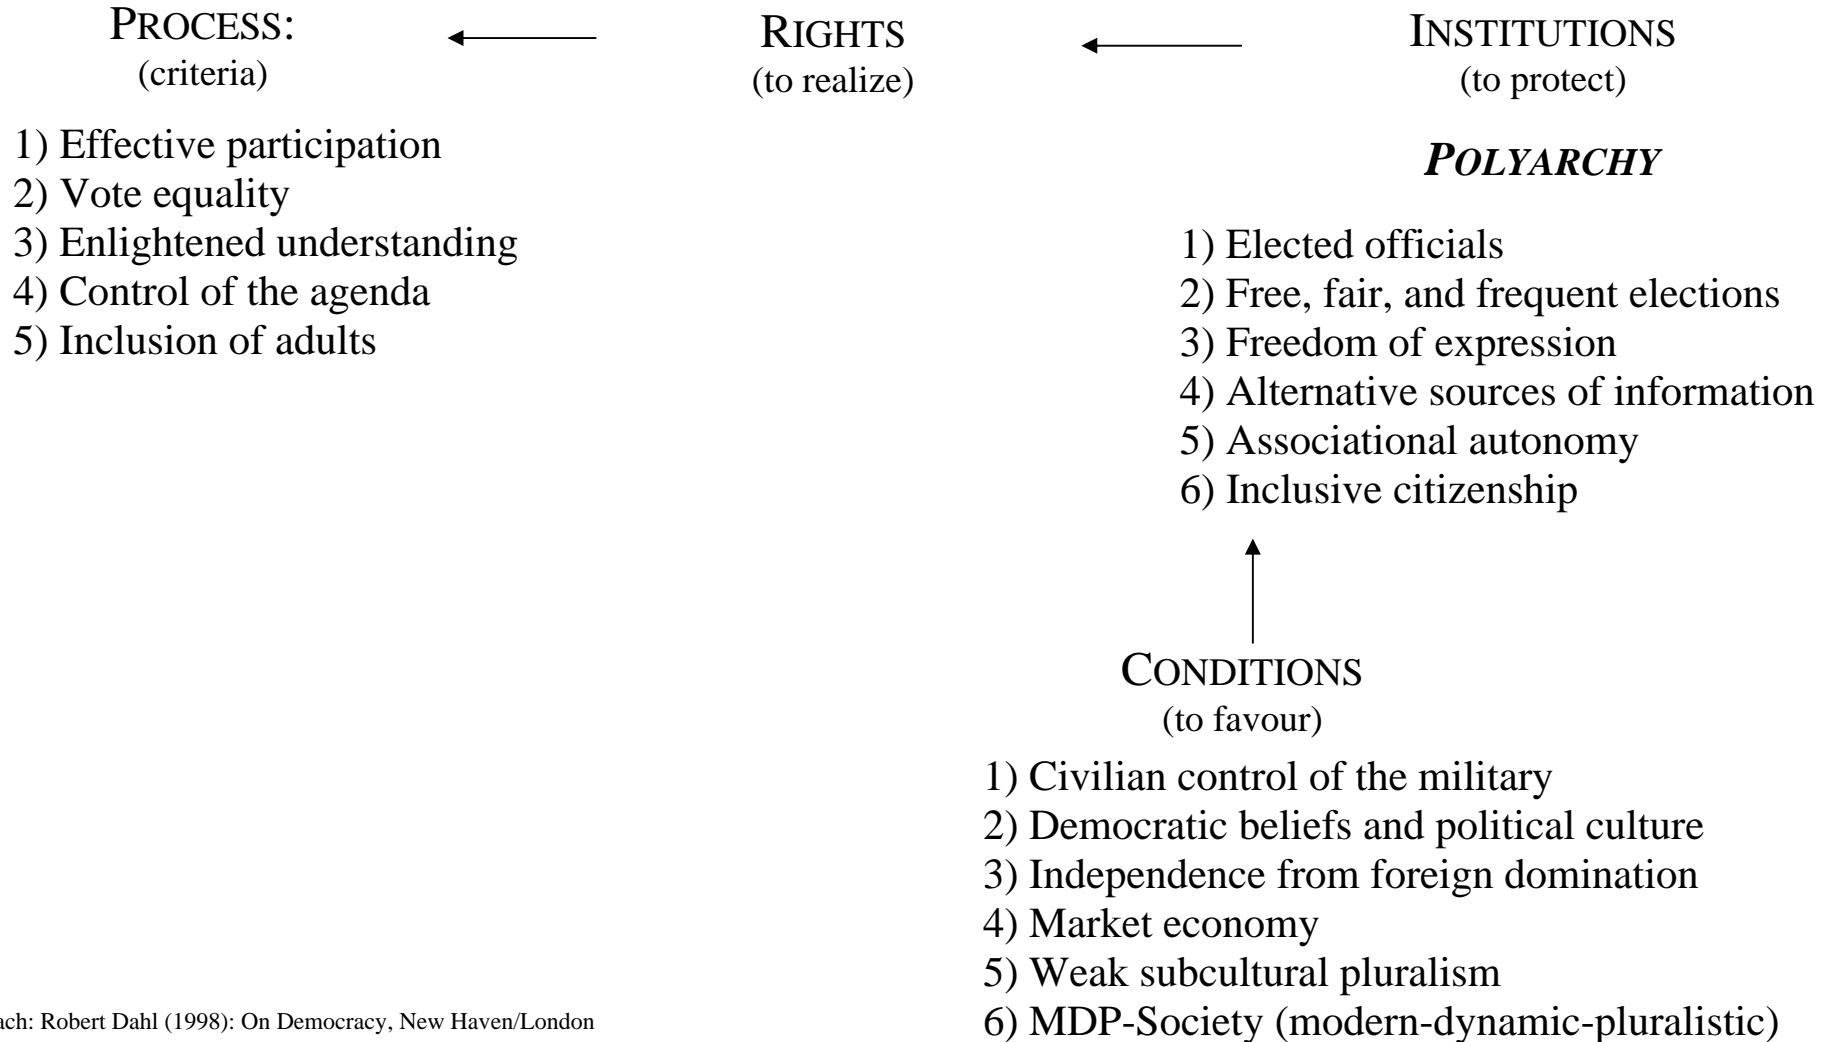 PROCESS:
(criteria)
1) Effective participation
2) Vote equality
3) Enlightened understanding
4) Control of the agenda
5) Inclusion of adults
RIGHTS
(to realize)
INSTITUTIONS
(to protect)
POLYARCHY
1) Elected officials
2) Free, fair, and frequent elections
3) Freedom of expression
4) Alternative sources of information
5) Associational autonomy
6) Inclusive citizenship
CONDITIONS
(to favour)
1) Civilian control of the military
2) Democratic beliefs and political culture
3) Independence from foreign domination
4) Market economy
5) Weak subcultural pluralism
6) MDP-Society (modern-dynamic-pluralistic)
ach: Robert Dahl (1998): On Democracy, New Haven/London